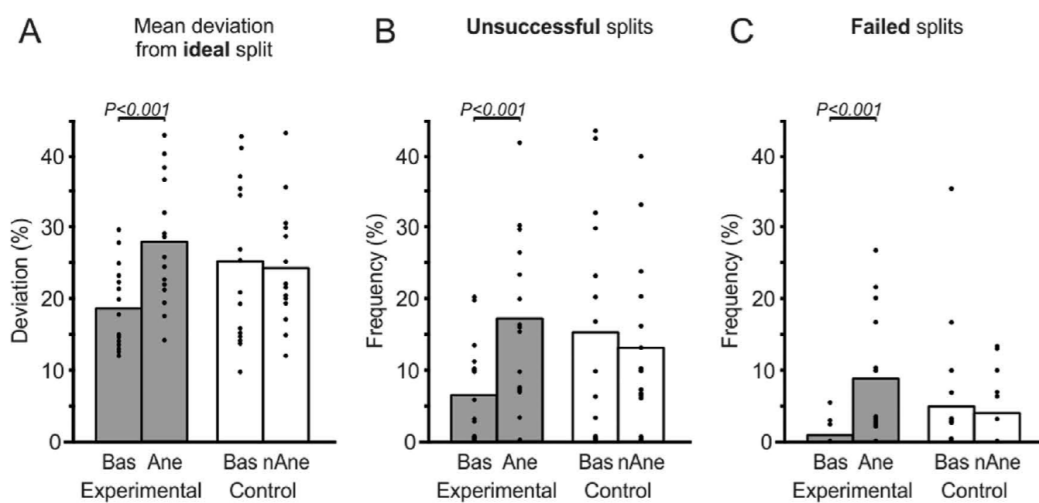 A
Mean deviation
from ideal split
P<0.001
Deviation (%)
40
30
20
10
0
Bas Ane
Bas nAne
Experimental
Control
B
Unsuccessful splits
P<0.001
Frequency (%)
40
30
20
10
0
Bas Ane
Bas nAne
Experimental
Control
C
Failed splits
P<0.001
Frequency (%)
40
30
20
10
0
Bas Ane
Bas nAne
Experimental
Control